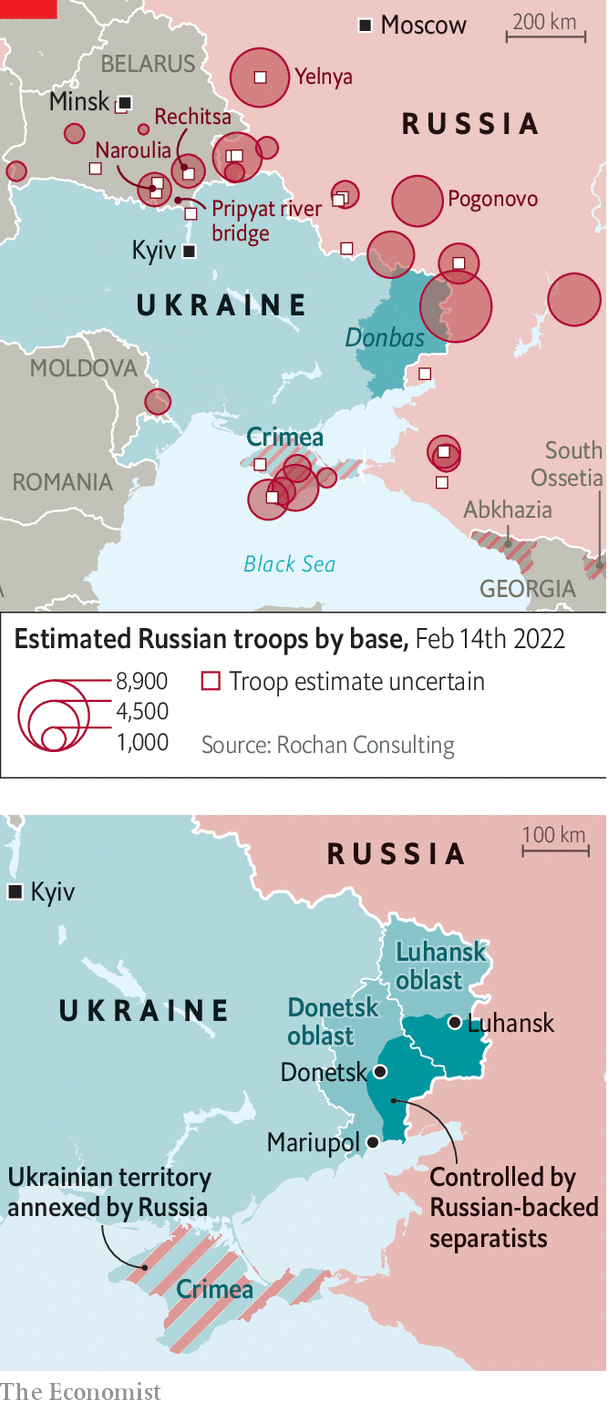 200 km
Moscow
BELARUS
Yelnya
Minsk
Rechitsa
RUSSIA
Naroulia
Pogonovo
Pripyat river
bridge
Kyiv
UKRAINE
Donbas
MOLDOVA
Crimea
ROMANIA
South
Ossetia
Abkhazia
Black Sea
GEORGIA
A
Estimated Russian troops by base, Feb 14th 2022
8,900
4,500
1,000
Troop estimate uncertain
Source: Rochan Consulting
100 km
RUSSIA
Kyiv
Luhansk
oblast
UKRAINE
Donetsk
oblast
Luhansk
Donetsk
Mariupol
Ukrainian territory
annexed by Russia
Controlled by
Russian-backed
separatists
Crimea
The Economist